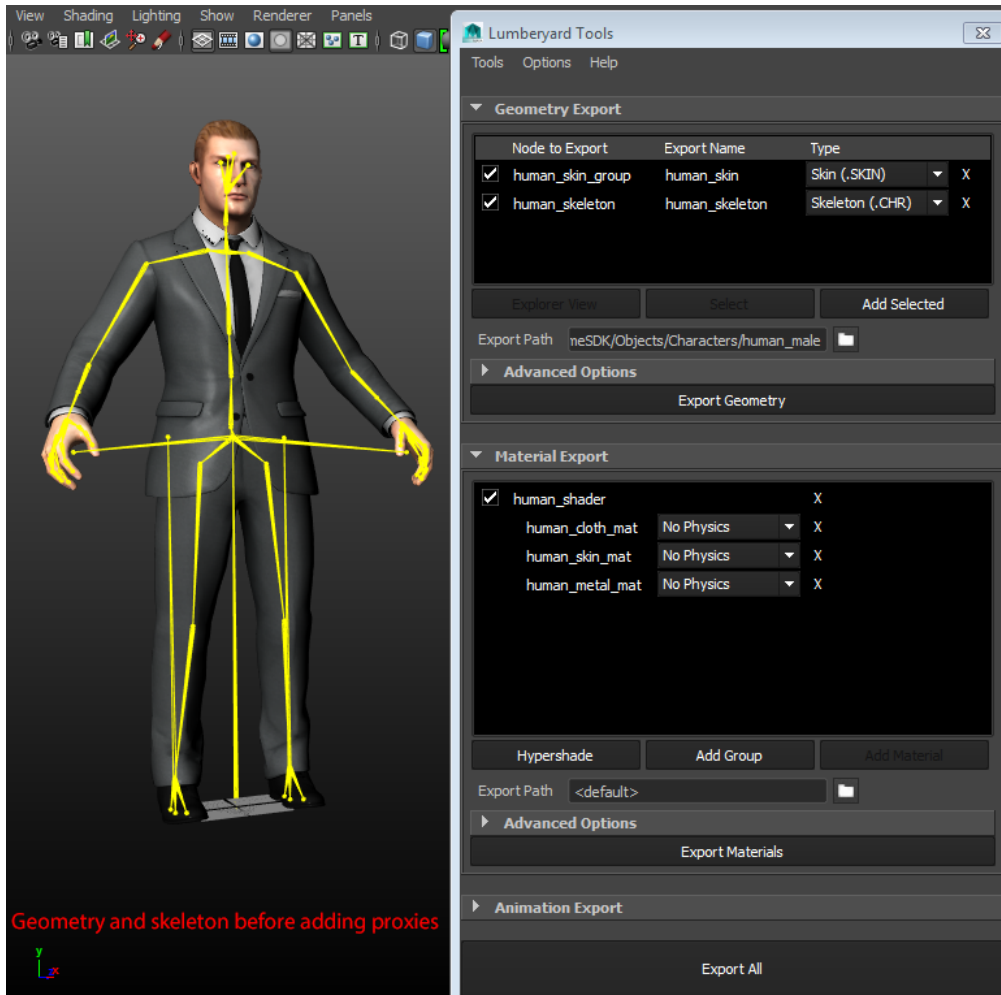 View Shading Lighting Show Renderer Panels
Lumberyard Tools
Tools Options Help
Geometry Export
Node to Export Export Name Type
human_skin_group human_skin Skin (.SKIN) X
human_skeleton human_skeleton Skeleton (.CHR) X
Explorer View Select Add Selected
Export Path neSDK/Objects/Characters/human_male
Advanced Options
Export Geometry
Material Export
human_shader X
human_cloth_mat No Physics X
human_skin_mat No Physics X
human_metal_mat No Physics X
Hypershade Add Group Add Material
Export Path <default>
Advanced Options
Export Materials
Animation Export
Export All
Geometry and skeleton before adding proxies
y
z x